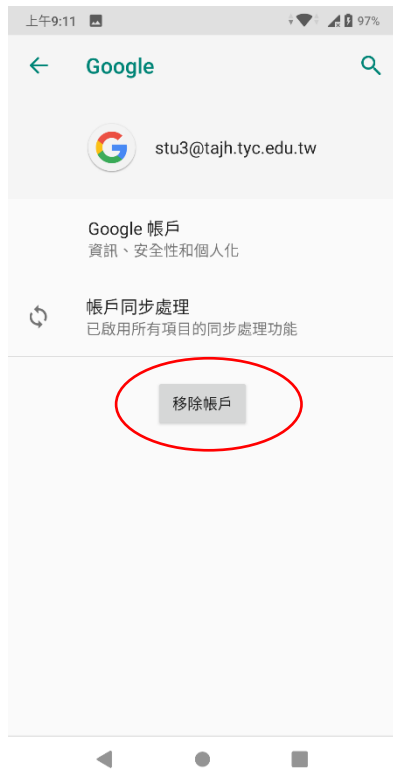 上午9:11 97%
Google
stu3@tajh.tyc.edu.tw
Google 帳戶
資訊、安全性和個人化
帳戶同步處理
已啟用所有項目的同步處理功能
移除帳戶